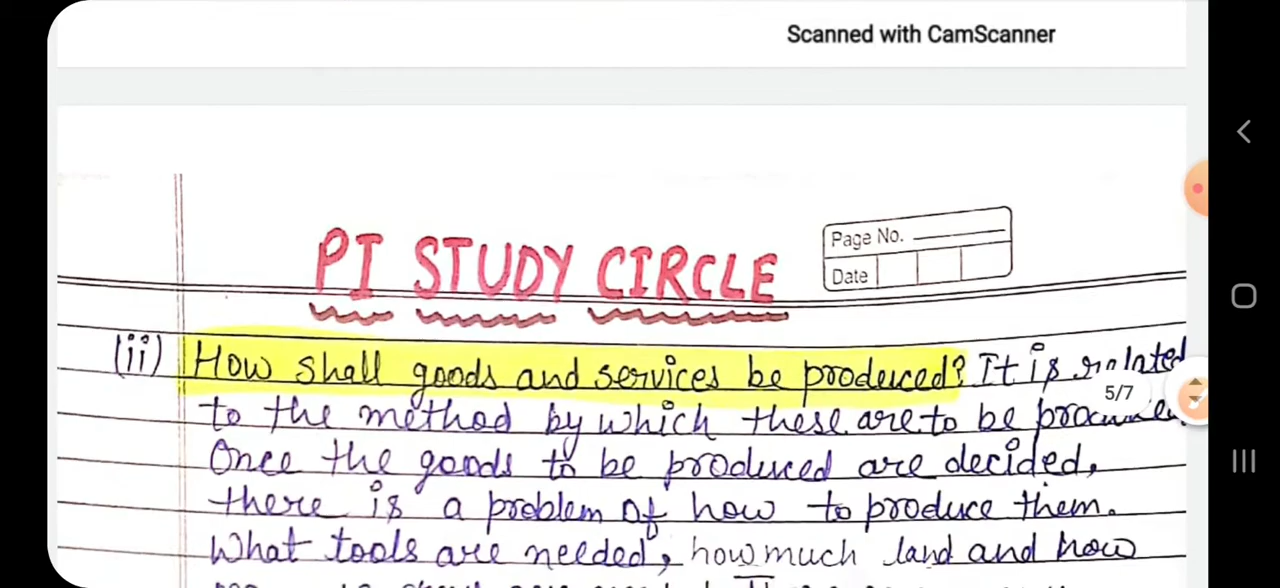 Scanned with CamScanner
PI STUDY CIRCLE
Page No.
Date
(ii) How shall goods and services be produced? It is related
5/7
to the method by which these are to be
Once the goods to be produced are decided,
there is a problem of how to produce them.
What tools are needed, how much land and how